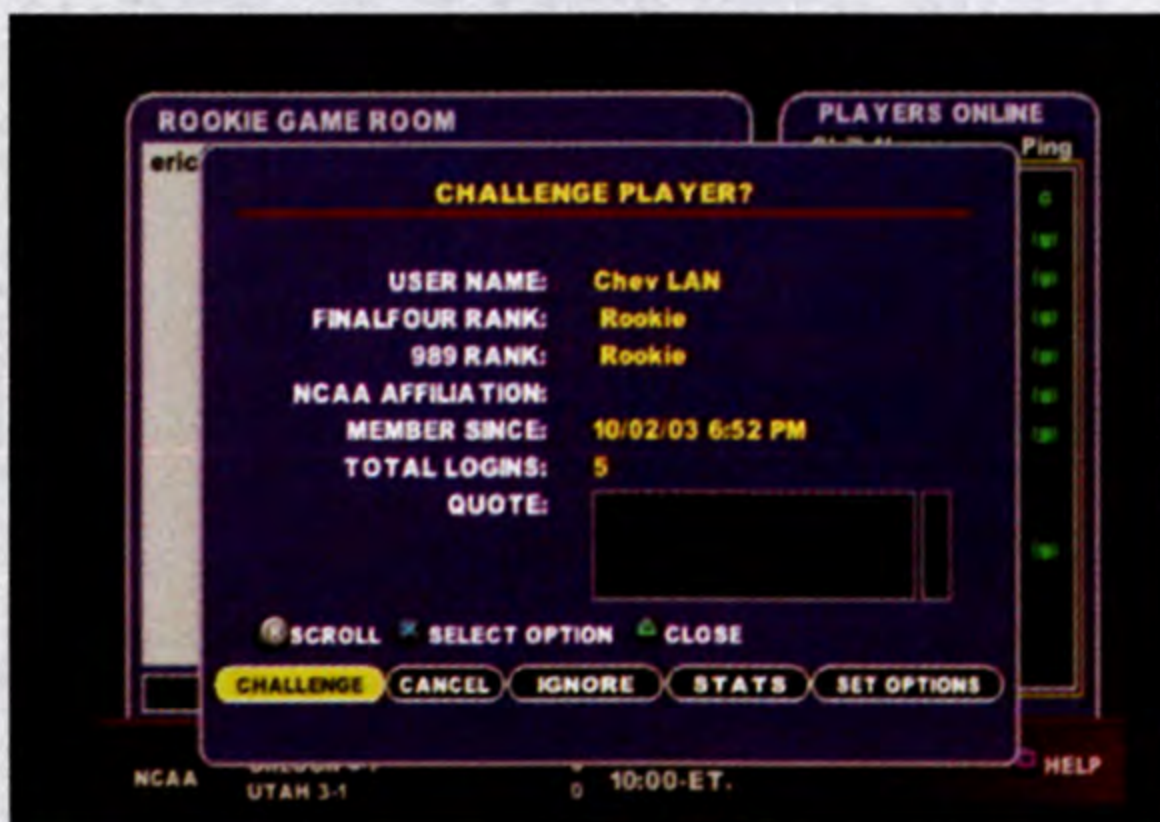 ROOKIE GAME ROOM
PLAYERS ONLINE
Ping
eric
CHALLENGE PLAYER?
USER NAME: Chev LAN
FINALFOUR RANK: Rookie
989 RANK: Rookie
NCAA AFFILIATION:
MEMBER SINCE: 10/02/03 6:52 PM
TOTAL LOGINS: 5
QUOTE:
SCROLL SELECT OPTION CLOSE
CHALLENGE CANCEL IGNORE STATS SET OPTIONS
HELP
NCAA
UTAH 3-1 0 10:00-ET.